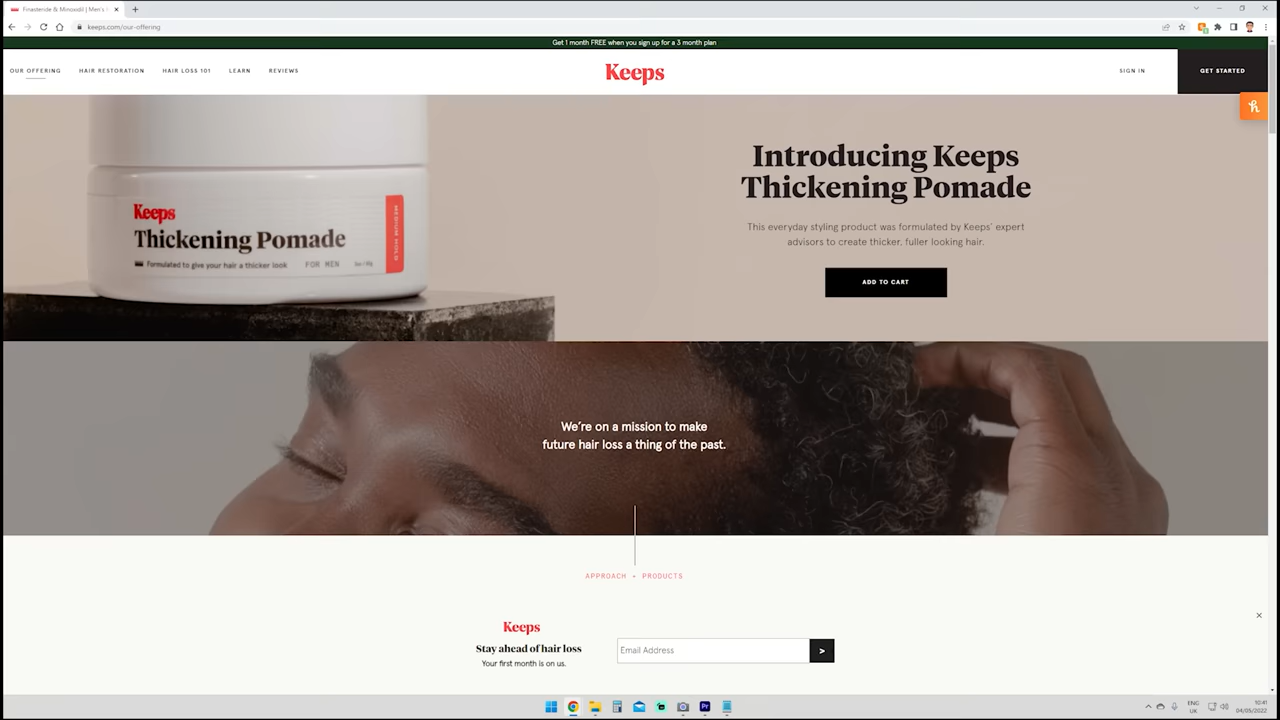 Finasteride & Minoxidil | Men's
keeps.com/our-offering
Get 1 month FREE when you sign up for a 3 month plan
OUR OFFERING
HAIR RESTORATION
HAIR LOSS 101
LEARN
REVIEWS
Keeps
SIGN IN
GET STARTED
Introducing Keeps
Thickening Pomade
This everyday styling product was formulated by Keeps' expert
advisors to create thicker, fuller looking hair.
ADD TO CART
Keeps
Thickening Pomade
Formulated to give your hair a thicker look
FOR MEN
MEDIUM HOLD
We're on a mission to make
future hair loss a thing of the past.
APPROACH + PRODUCTS
Keeps
Stay ahead of hair loss
Your first month is on us.
Email Address
>
ENG
UK
10:41
04/05/2022